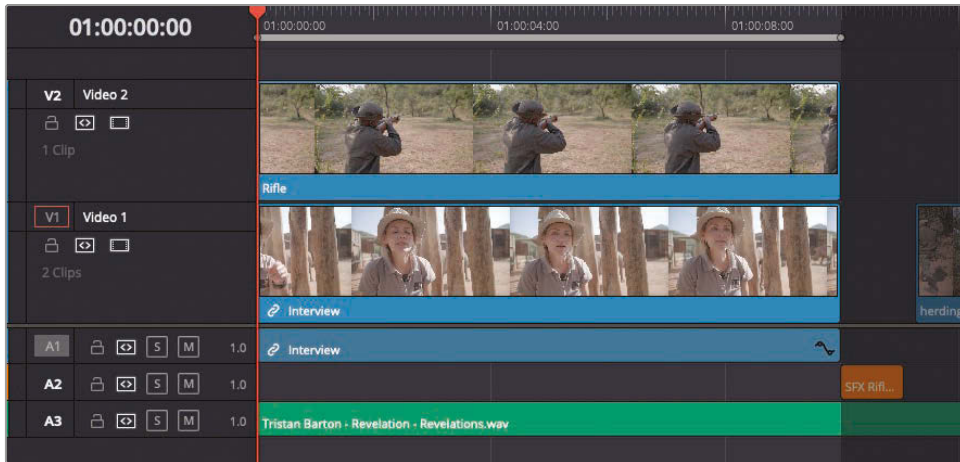 01:00:00:00
01:00:00:00 01:00:04:00 01:00:08:00
V2 Video 2
1 Clip
Rifle
V1 Video 1
2 Clips
Interview
herding
A1 S M 1.0 Interview
A2 S M 1.0 SFX Rifl...
A3 S M 1.0 Tristan Barton - Revelation - Revelations.wav